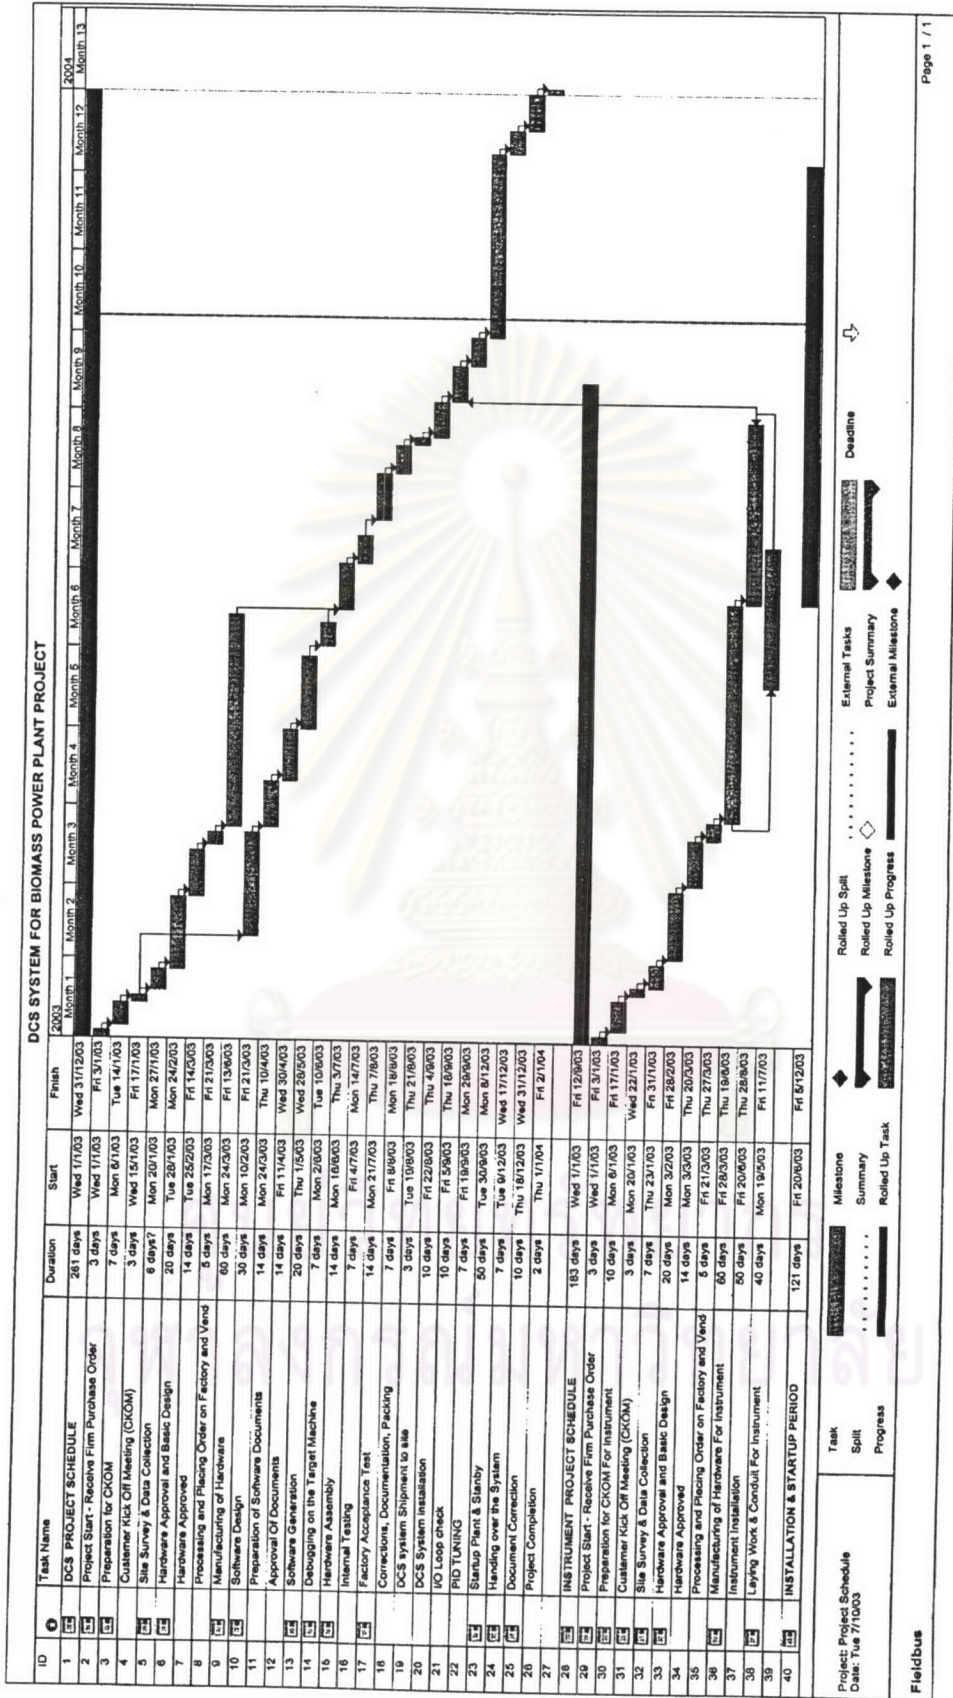 DCS SYSTEM FOR BIOMASS POWER PLANT PROJECT
ID Task Name Duration Start Finish 2003 2004
Month 1 Month 2 Month 3 Month 4 Month 5 Month 6 Month 7 Month 8 Month 9 Month 10 Month 11 Month 12 Month 13
1 DCS PROJECT SCHEDULE 261 days Wed 1/1/03 Wed 31/12/03
2 Project Start - Receive Firm Purchase Order 3 days Wed 1/1/03 Fri 3/1/03
3 Preparation for CKOM 7 days Mon 6/1/03 Tue 14/1/03
4 Customer Kick Off Meeting (CKOM) 3 days Wed 15/1/03 Fri 17/1/03
5 Site Survey & Data Collection 6 days? Mon 20/1/03 Mon 27/1/03
6 Hardware Approval and Basic Design 20 days Tue 28/1/03 Mon 24/2/03
7 Hardware Approved 14 days Tue 25/2/03 Fri 14/3/03
8 Processing and Placing Order on Factory and Vend 5 days Mon 17/3/03 Fri 21/3/03
9 Manufacturing of Hardware 60 days Mon 24/3/03 Fri 13/6/03
10 Software Design 30 days Mon 10/2/03 Fri 21/3/03
11 Preparation of Software Documents 14 days Mon 24/3/03 Thu 10/4/03
12 Approval Of Documents 14 days Fri 11/4/03 Wed 30/4/03
13 Software Generation 20 days Thu 1/5/03 Wed 28/5/03
14 Debugging on the Target Machine 7 days Mon 2/6/03 Tue 10/6/03
15 Hardware Assembly 14 days Mon 16/6/03 Thu 3/7/03
16 Internal Testing 7 days Fri 4/7/03 Mon 14/7/03
17 Factory Acceptance Test 14 days Mon 21/7/03 Thu 7/8/03
18 Corrections, Documentation, Packing 7 days Fri 8/8/03 Mon 18/8/03
19 DCS system Shipment to site 3 days Tue 19/8/03 Thu 21/8/03
20 DCS System installation 10 days Fri 22/8/03 Thu 4/9/03
21 I/O Loop check 10 days Fri 5/9/03 Thu 18/9/03
22 PID TUNING 7 days Fri 19/9/03 Mon 29/9/03
23 Startup Plant & Stanby 50 days Tue 30/9/03 Mon 8/12/03
24 Handing over the System 7 days Tue 9/12/03 Wed 17/12/03
25 Document Correction 10 days Thu 18/12/03 Wed 31/12/03
26 Project Completion 2 days Thu 1/1/04 Fri 2/1/04
27
28 INSTRUMENT PROJECT SCHEDULE 183 days Wed 1/1/03 Fri 12/9/03
29 Project Start - Receive Firm Purchase Order 3 days Wed 1/1/03 Fri 3/1/03
30 Preparation for CKOM For Instrument 10 days Mon 6/1/03 Fri 17/1/03
31 Customer Kick Off Meeting (CKOM) 3 days Mon 20/1/03 Wed 22/1/03
32 Site Survey & Data Collection 7 days Thu 23/1/03 Fri 31/1/03
33 Hardware Approval and Basic Design 20 days Mon 3/2/03 Fri 28/2/03
34 Hardware Approved 14 days Mon 3/3/03 Thu 20/3/03
35 Processing and Placing Order on Factory and Vend 5 days Fri 21/3/03 Thu 27/3/03
36 Manufacturing of Hardware For Instrument 60 days Fri 28/3/03 Thu 19/6/03
37 Instrument Installation 50 days Fri 20/6/03 Thu 28/8/03
38 Laying Work & Conduit For Instrument 40 days Mon 19/5/03 Fri 11/7/03
39
40 INSTALLATION & STARTUP PERIOD 121 days Fri 20/6/03 Fri 5/12/03
Project: Project Schedule
Date: Tue 7/10/03
Task Milestone Rolled Up Split External Tasks Deadline
Split Summary Rolled Up Milestone Project Summary
Progress Rolled Up Task Rolled Up Progress External Milestone
Fieldbus Page 1 / 1
จุฬาลงกรณ์มหาวิทยาลัย